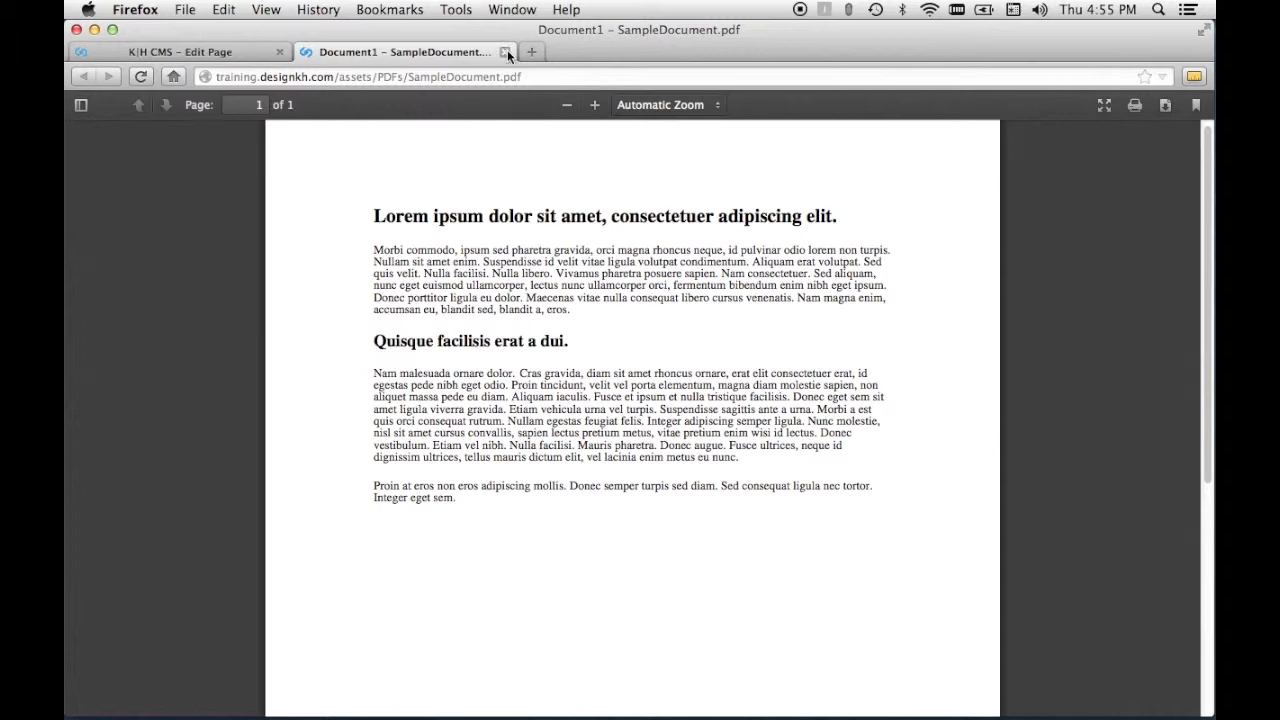 Firefox File Edit View History Bookmarks Tools Window Help Thu 4:55 PM
Document1 – SampleDocument.pdf
K|H CMS – Edit Page
Document1 – SampleDocument....
training.designkh.com/assets/PDFs/SampleDocument.pdf
Page: 1 of 1 Automatic Zoom
Lorem ipsum dolor sit amet, consectetuer adipiscing elit.
Morbi commodo, ipsum sed pharetra gravida, orci magna rhoncus neque, id pulvinar odio lorem non turpis.
Nullam sit amet enim. Suspendisse id velit vitae ligula volutpat condimentum. Aliquam erat volutpat. Sed
quis velit. Nulla facilisi. Nulla libero. Vivamus pharetra posuere sapien. Nam consectetuer. Sed aliquam,
nunc eget euismod ullamcorper, lectus nunc ullamcorper orci, fermentum bibendum enim nibh eget ipsum.
Donec porttitor ligula eu dolor. Maecenas vitae nulla consequat libero cursus venenatis. Nam magna enim,
accumsan eu, blandit sed, blandit a, eros.
Quisque facilisis erat a dui.
Nam malesuada ornare dolor. Cras gravida, diam sit amet rhoncus ornare, erat elit consectetuer erat, id
egestas pede nibh eget odio. Proin tincidunt, velit vel porta elementum, magna diam molestie sapien, non
aliquet massa pede eu diam. Aliquam iaculis. Fusce et ipsum et nulla tristique facilisis. Donec eget sem sit
amet ligula viverra gravida. Etiam vehicula urna vel turpis. Suspendisse sagittis ante a urna. Morbi a est
quis orci consequat rutrum. Nullam egestas feugiat felis. Integer adipiscing semper ligula. Nunc molestie,
nisl sit amet cursus convallis, sapien lectus pretium metus, vitae pretium enim wisi id lectus. Donec
vestibulum. Etiam vel nibh. Nulla facilisi. Mauris pharetra. Donec augue. Fusce ultrices, neque id
dignissim ultrices, tellus mauris dictum elit, vel lacinia enim metus eu nunc.
Proin at eros non eros adipiscing mollis. Donec semper turpis sed diam. Sed consequat ligula nec tortor.
Integer eget sem.